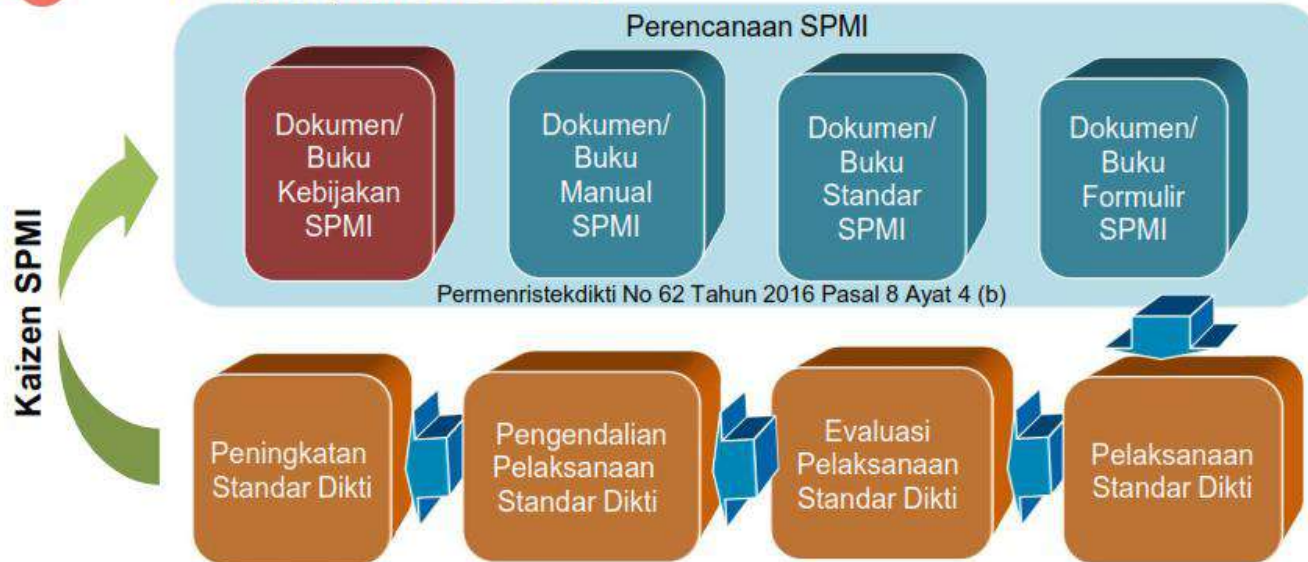 Perencanaan SPMI
Dokumen/
Buku
Kebijakan
SPMI
Dokumen/
Buku
Manual
SPMI
Dokumen/
Buku
Standar
SPMI
Dokumen/
Buku
Formulir
SPMI
Permenristekdikti No 62 Tahun 2016 Pasal 8 Ayat 4 (b)
Kaizen SPMI
Peningkatan
Standar Dikti
Pengendalian
Pelaksanaan
Standar Dikti
Evaluasi
Pelaksanaan
Standar Dikti
Pelaksanaan
Standar Dikti